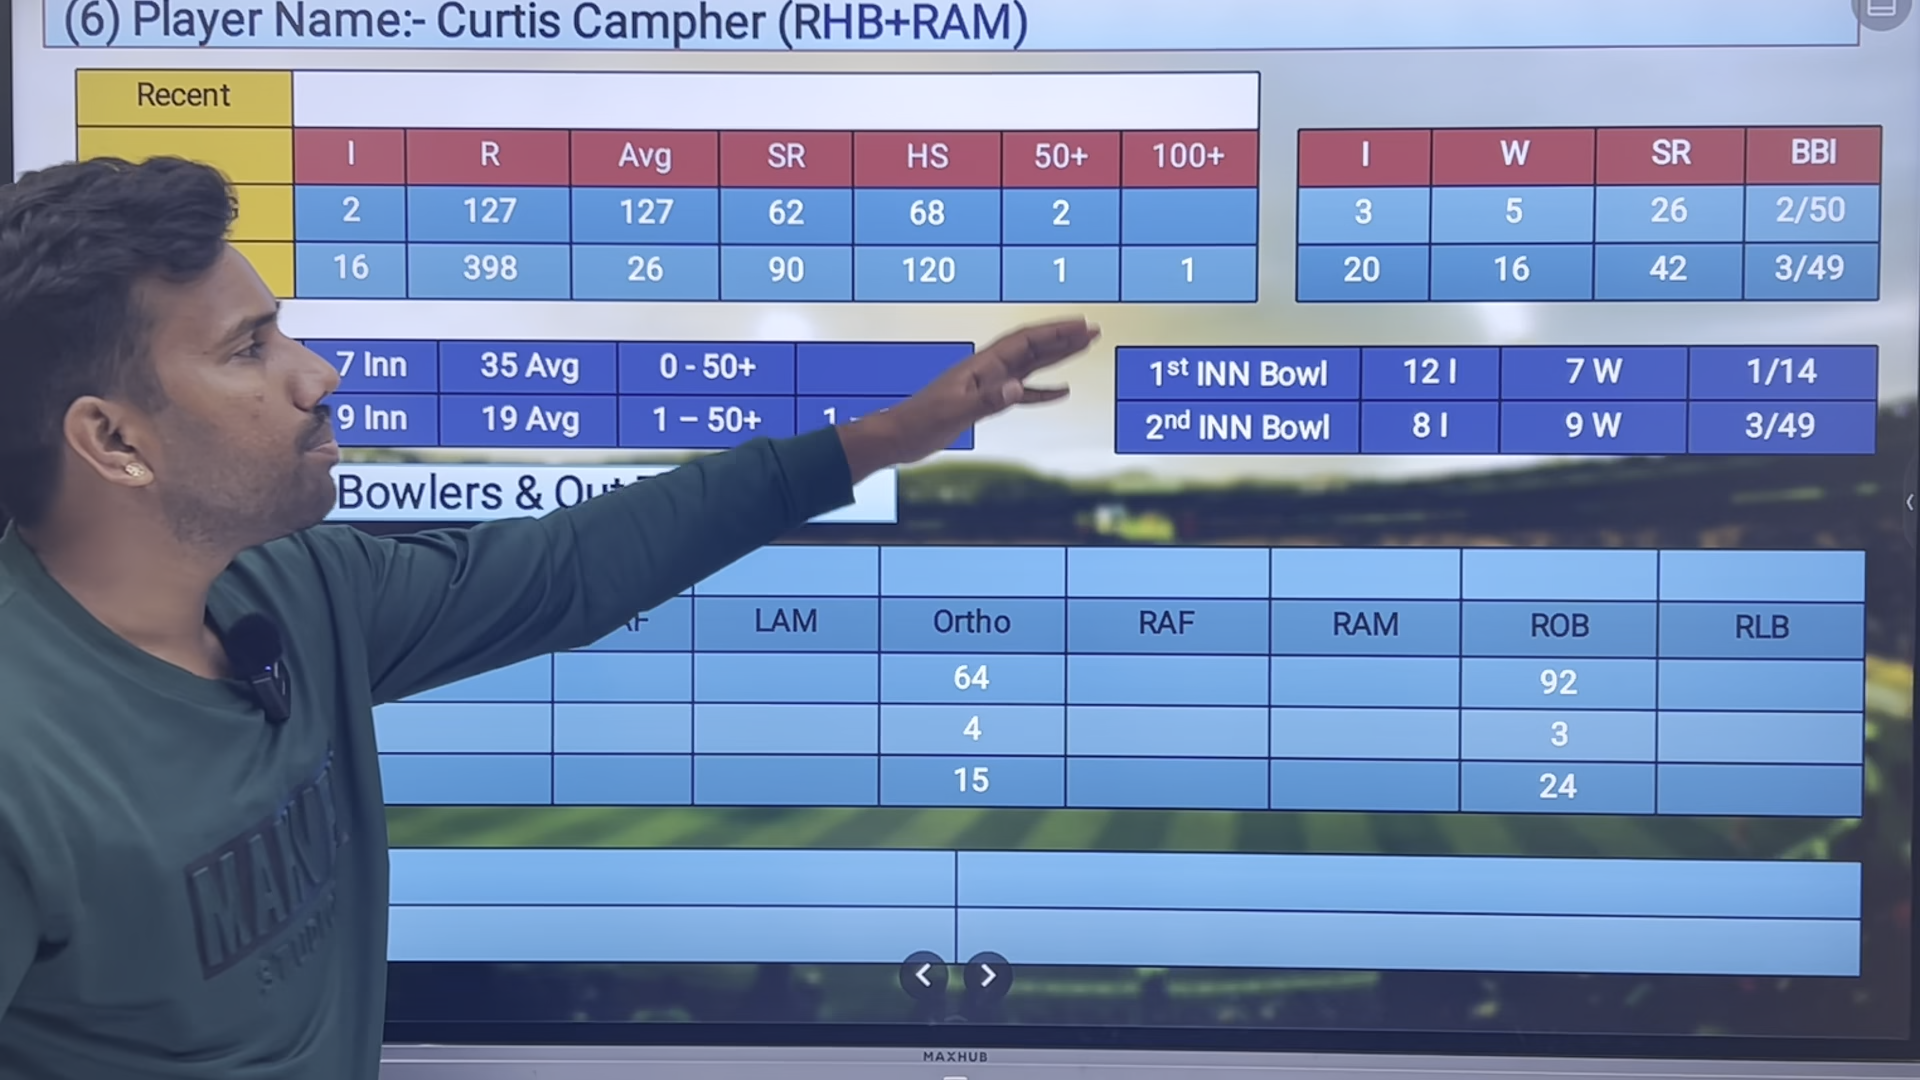 (6) Player Name:- Curtis Campher (RHB+RAM)
Recent
I R Avg SR HS 50+ 100+
2 127 127 62 68 2
16 398 26 90 120 1 1
I W SR BBI
3 5 26 2/50
20 16 42 3/49
7 Inn 35 Avg 0 - 50+
9 Inn 19 Avg 1 – 50+
1st INN Bowl 12 I 7 W 1/14
2nd INN Bowl 8 I 9 W 3/49
Bowlers &
LAM Ortho RAF RAM ROB RLB
64 92
4 3
15 24
MAXHUB